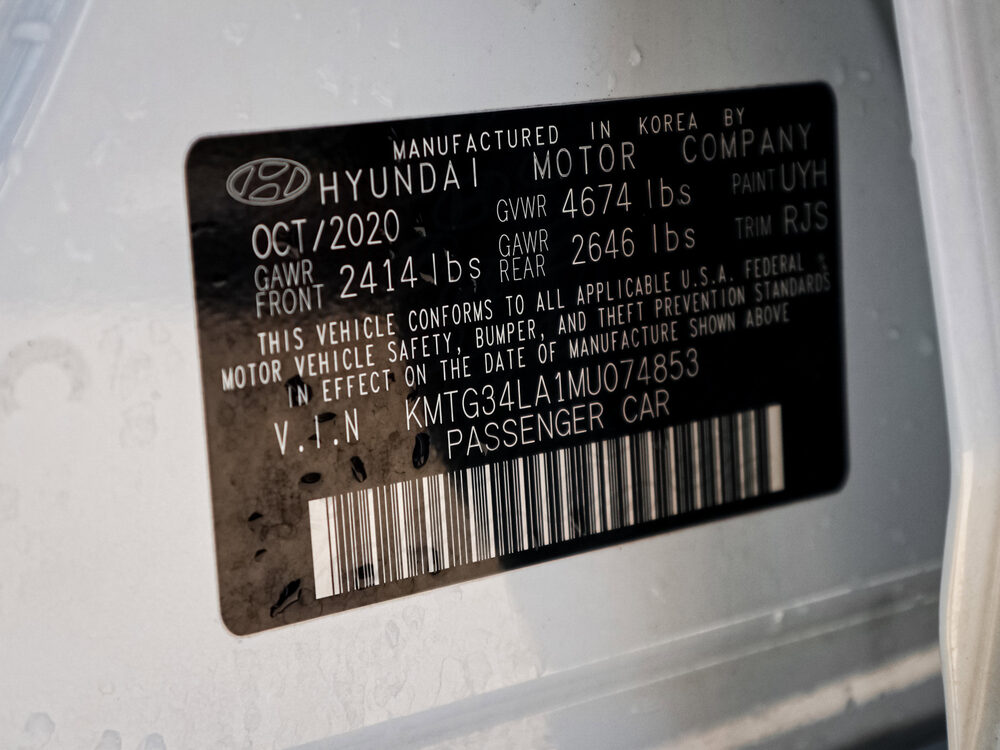 MANUFACTURED IN KOREA BY
HYUNDAI MOTOR COMPANY
OCT/2020 GVWR 4674 lbs PAINT UYH
GAWR FRONT 2414 lbs GAWR REAR 2646 lbs TRIM RJS
THIS VEHICLE CONFORMS TO ALL APPLICABLE U.S.A. FEDERAL
MOTOR VEHICLE SAFETY, BUMPER, AND THEFT PREVENTION STANDARDS
IN EFFECT ON THE DATE OF MANUFACTURE SHOWN ABOVE
V.I.N KMTG34LA1MU074853
PASSENGER CAR